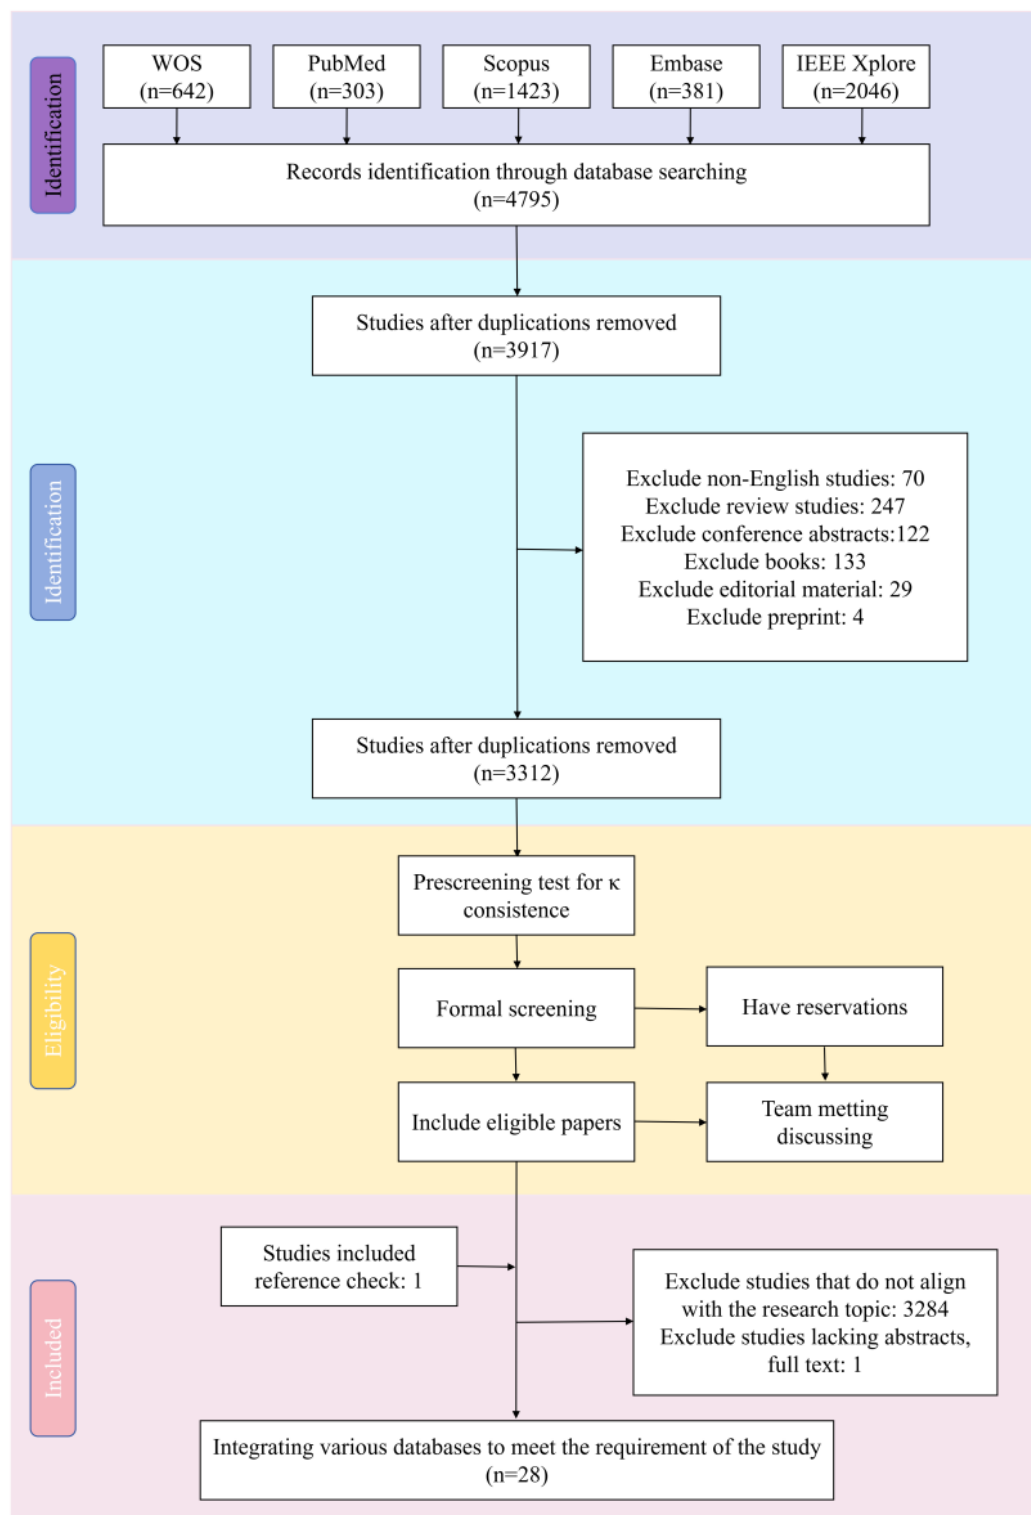 Identification
WOS
(n=642)
PubMed
(n=303)
Scopus
(n=1423)
Embase
(n=381)
IEEE Xplore
(n=2046)
Records identification through database searching
(n=4795)
Identification
Studies after duplications removed
(n=3917)
Exclude non-English studies: 70
Exclude review studies: 247
Exclude conference abstracts:122
Exclude books: 133
Exclude editorial material: 29
Exclude preprint: 4
Studies after duplications removed
(n=3312)
Eligibility
Prescreening test for κ
consistence
Formal screening
Have reservations
Include eligible papers
Team metting
discussing
Included
Studies included
reference check: 1
Exclude studies that do not align
with the research topic: 3284
Exclude studies lacking abstracts,
full text: 1
Integrating various databases to meet the requirement of the study
(n=28)